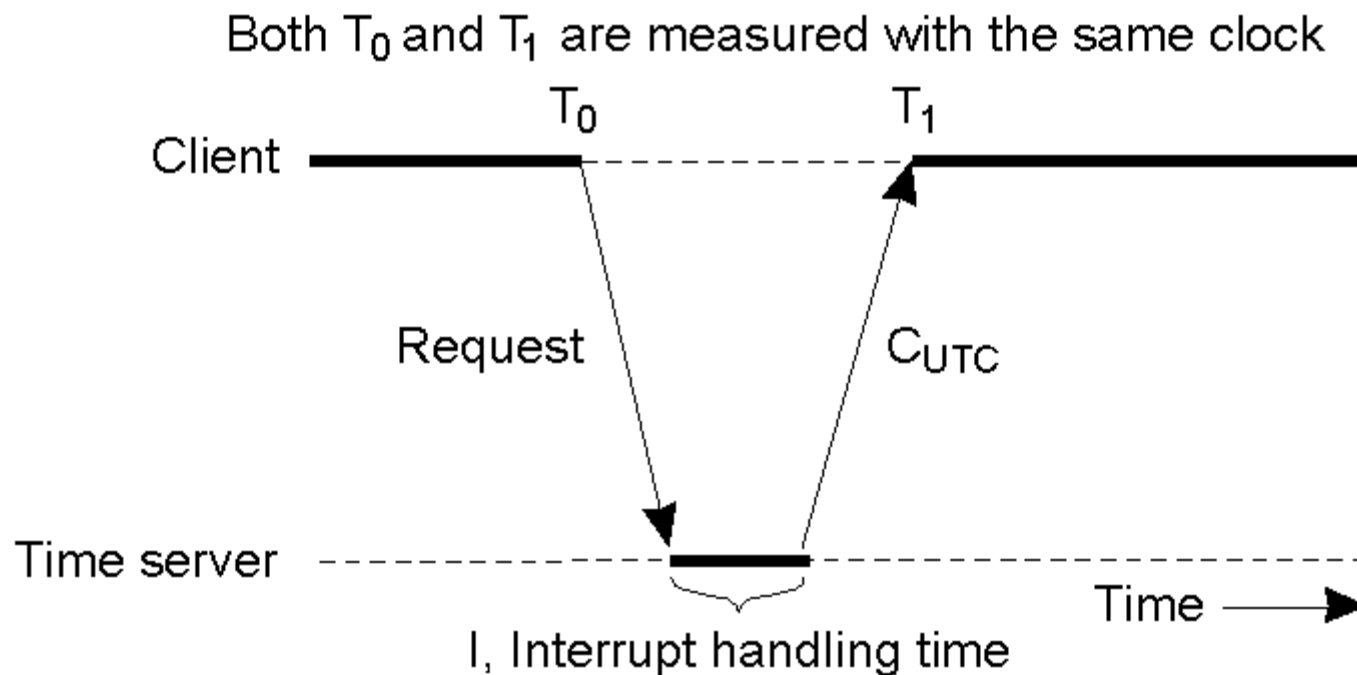 Both T₀ and T₁ are measured with the same clock
T₀
T₁
Client
Request
C_UTC
Time server
Time
I, Interrupt handling time